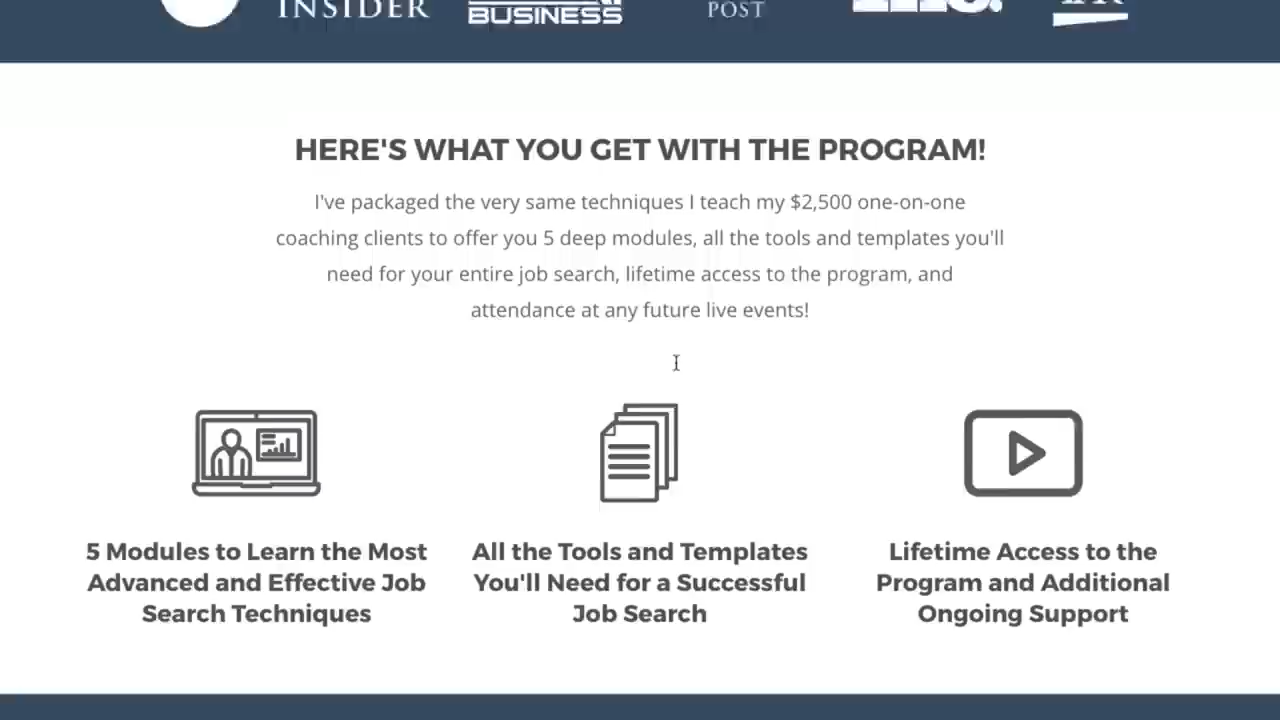 INSIDER
BUSINESS
POST
HERE'S WHAT YOU GET WITH THE PROGRAM!
I've packaged the very same techniques I teach my $2,500 one-on-one
coaching clients to offer you 5 deep modules, all the tools and templates you'll
need for your entire job search, lifetime access to the program, and
attendance at any future live events!
5 Modules to Learn the Most
Advanced and Effective Job
Search Techniques
All the Tools and Templates
You'll Need for a Successful
Job Search
Lifetime Access to the
Program and Additional
Ongoing Support